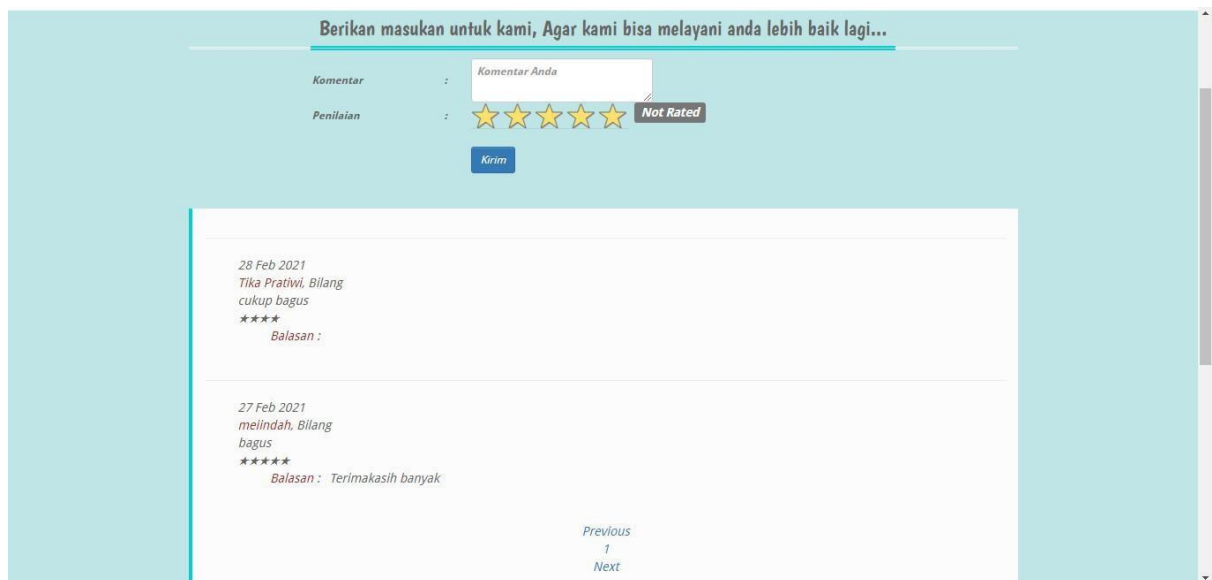 Berikan masukan untuk kami, Agar kami bisa melayani anda lebih baik lagi...
Komentar : Komentar Anda
Penilaian : Not Rated
Kirim
28 Feb 2021
Tika Pratiwi, Bilang
cukup bagus
★★★★
Balasan :
27 Feb 2021
meiindah, Bilang
bagus
★★★★★
Balasan : Terimakasih banyak
Previous
1
Next